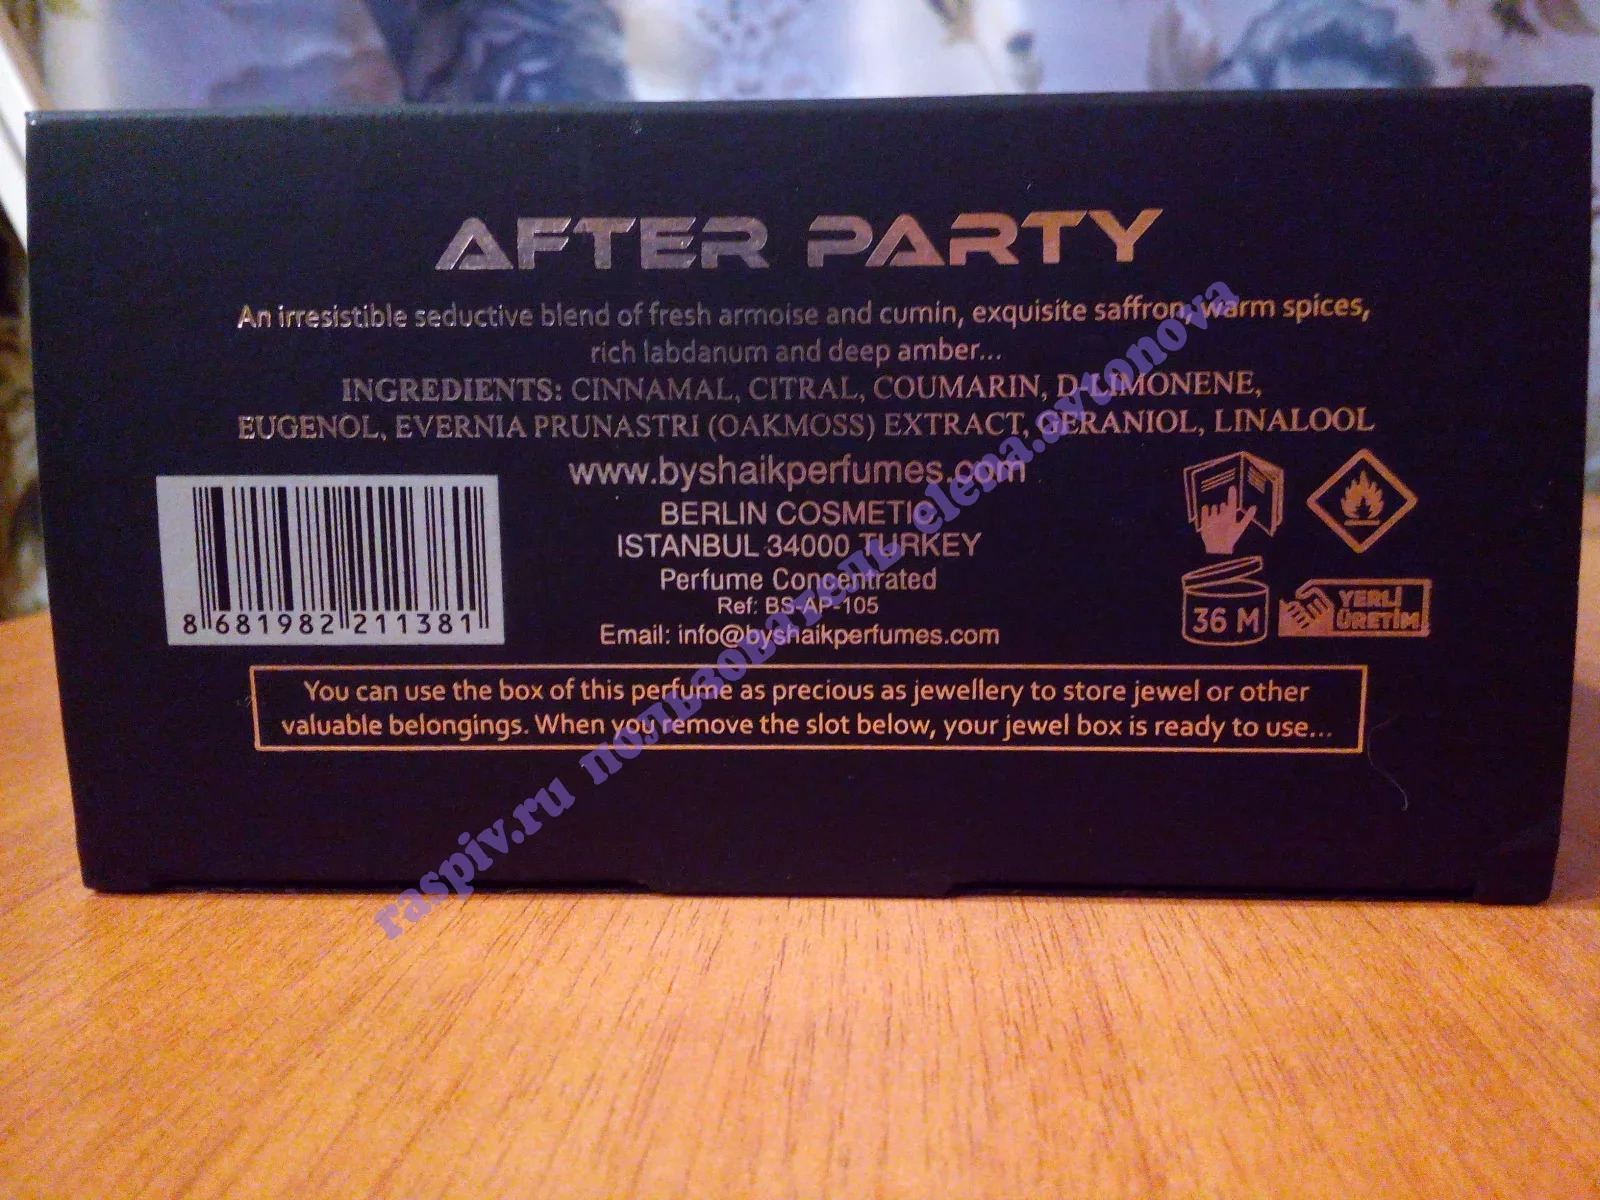 AFTER PARTY
An irresistible seductive blend of fresh armoise and cumin, exquisite saffron, warm spices,
rich labdanum and deep amber...
INGREDIENTS: CINNAMAL, CITRAL, COUMARIN, D-LIMONENE,
EUGENOL, EVERNIA PRUNASTRI (OAKMOSS) EXTRACT, GERANIOL, LINALOOL
www.byshaikperfumes.com
BERLIN COSMETIC
ISTANBUL 34000 TURKEY
Perfume Concentrated
Ref: BS-AP-105
Email: info@byshaikperfumes.com
8 681982 211381
36 M
YERLİ
ÜRETİM
You can use the box of this perfume as precious as jewellery to store jewel or other
valuable belongings. When you remove the slot below, your jewel box is ready to use...
raspiv.ru пользователь elena.evtonova